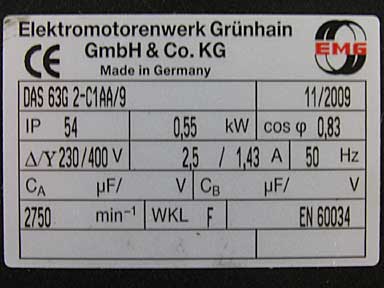 Elektromotorenwerk Grünhain
GmbH & Co. KG
EMG
CE
Made in Germany
DAS 63G 2-C1AA/9 11/2009
IP 54 0,55 kW cos φ 0,83
Δ/Y 230/400 V 2,5 / 1,43 A 50 Hz
CA µF/ V CB µF/ V
2750 min⁻¹ WKL F EN 60034